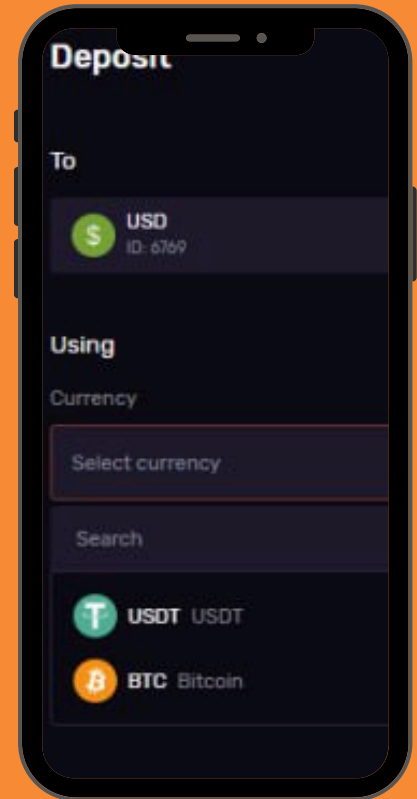 Deposit
To
$
USD
ID: 6769
Using
Currency
Select currency
Search
USDT USDT
BTC Bitcoin